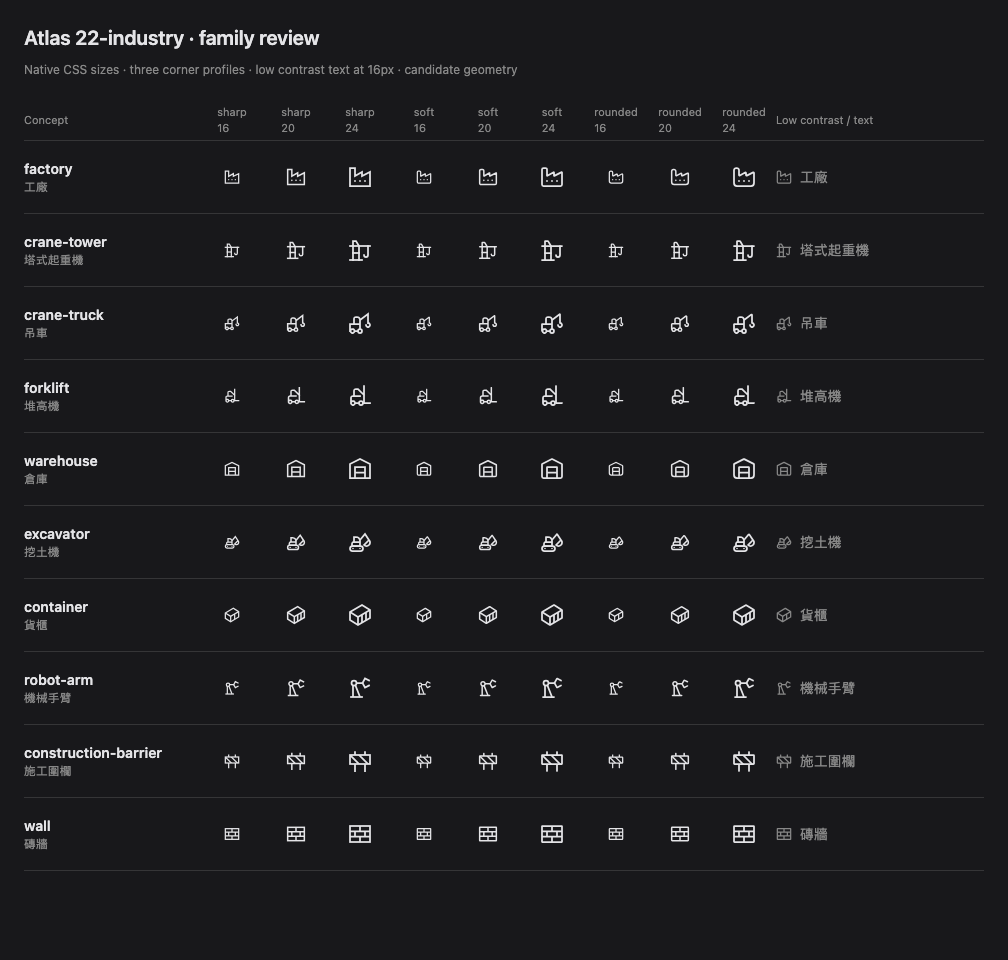 Atlas 22-industry · family review
Native CSS sizes · three corner profiles · low contrast text at 16px · candidate geometry
Concept sharp 16 sharp 20 sharp 24 soft 16 soft 20 soft 24 rounded 16 rounded 20 rounded 24 Low contrast / text
factory
工廠
工廠
crane-tower
塔式起重機
塔式起重機
crane-truck
吊車
吊車
forklift
堆高機
堆高機
warehouse
倉庫
倉庫
excavator
挖土機
挖土機
container
貨櫃
貨櫃
robot-arm
機械手臂
機械手臂
construction-barrier
施工圍欄
施工圍欄
wall
磚牆
磚牆